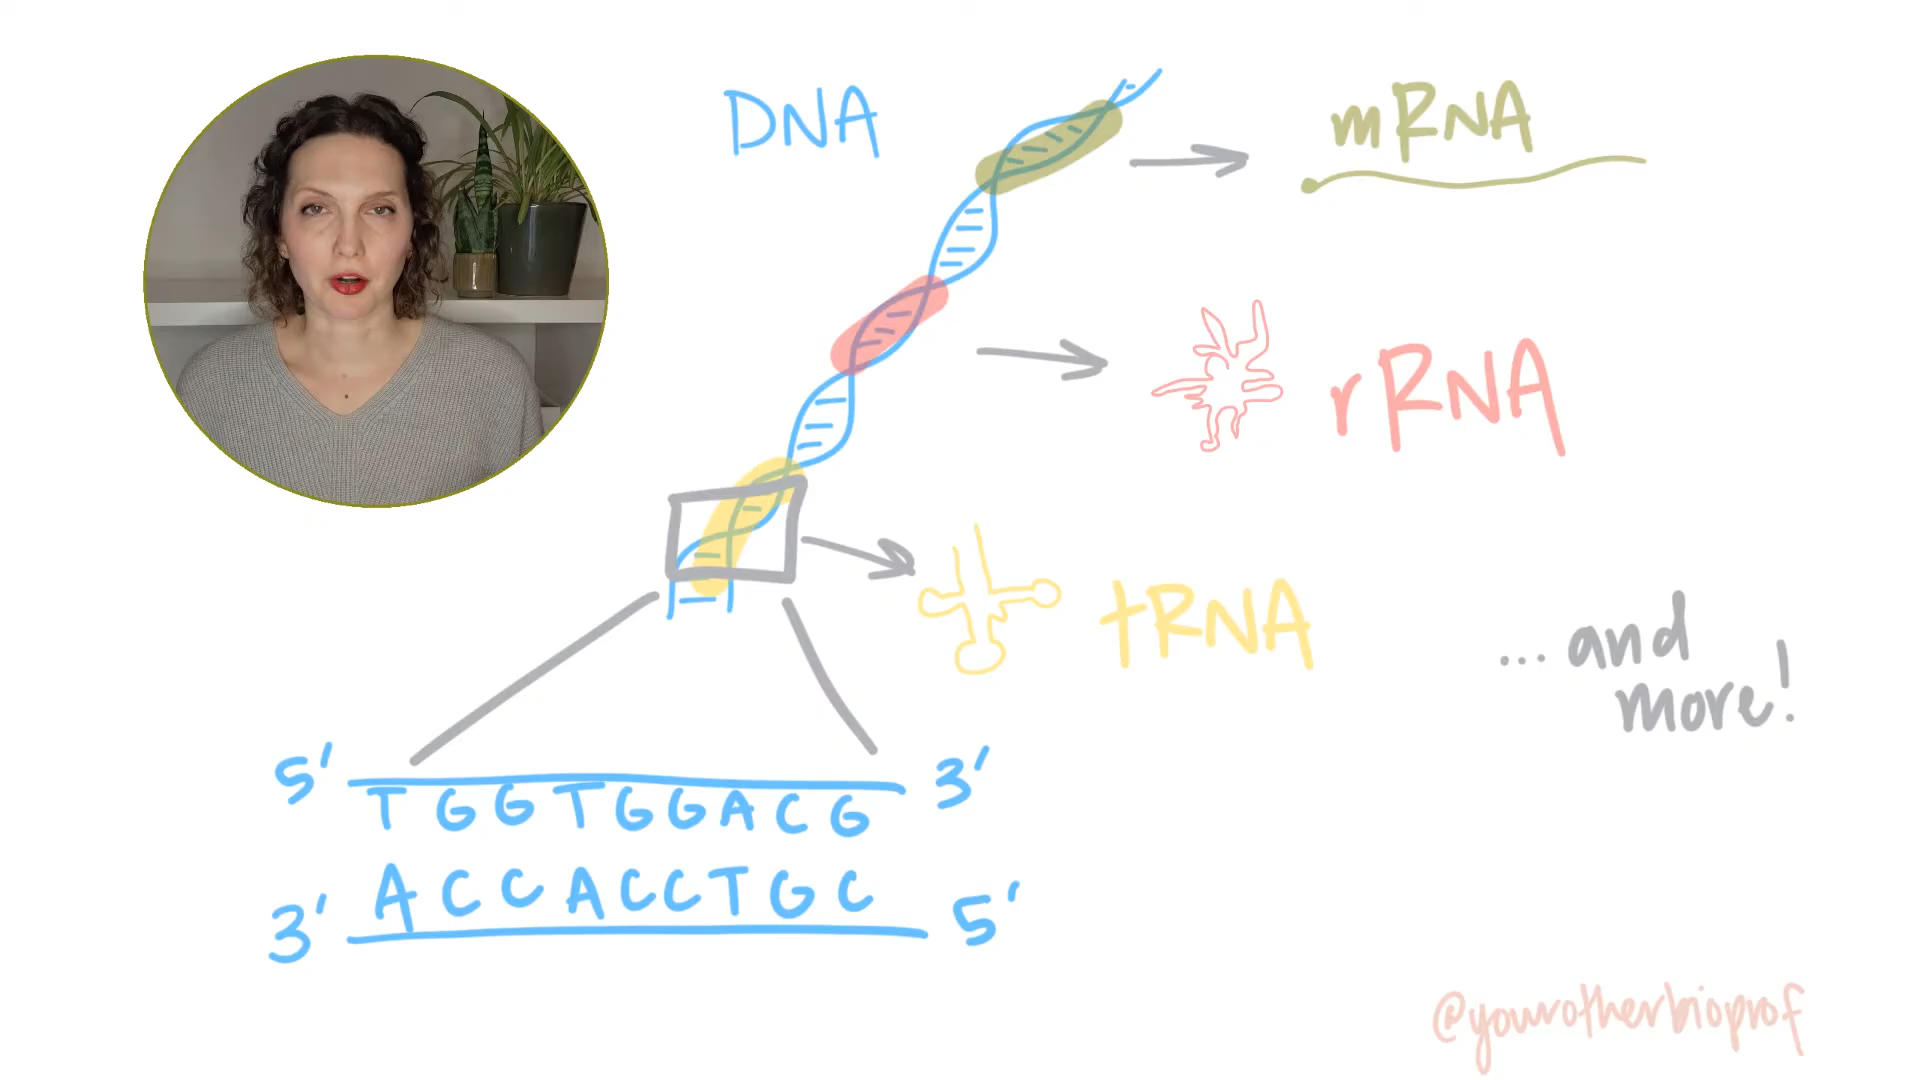 DNA
mRNA
rRNA
tRNA
... and
more!
5' TGGTGGACG 3'
3' ACCACCTGC 5'
@yourotherbioprof